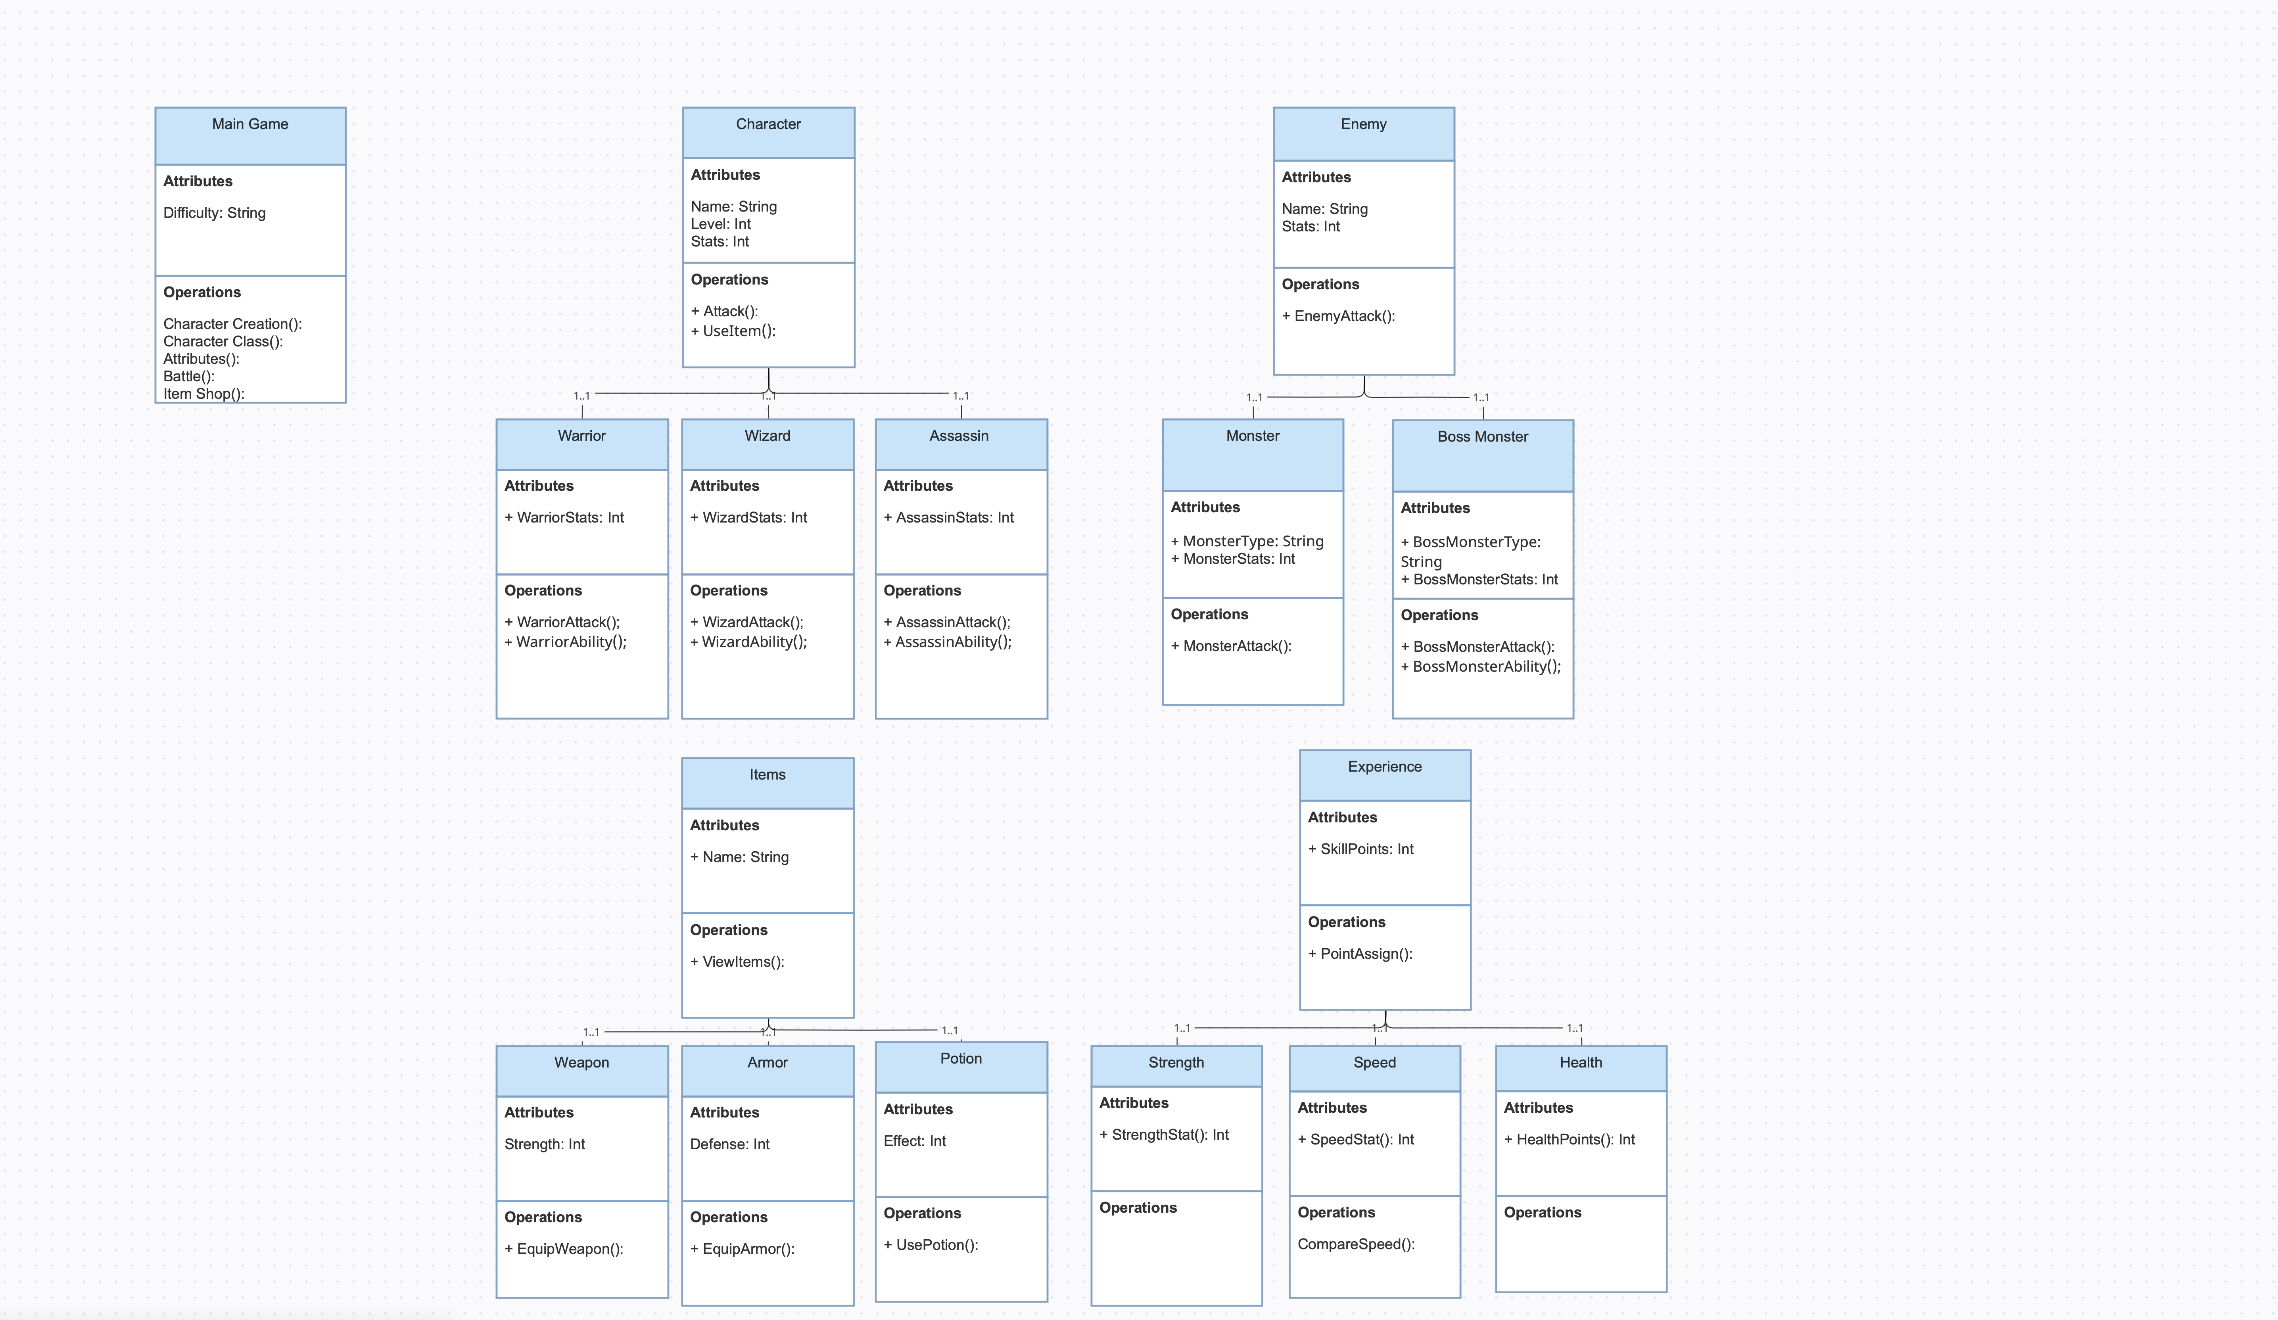 Main Game
Attributes
Difficulty: String
Operations
Character Creation():
Character Class():
Attributes():
Battle():
Item Shop():
Character
Attributes
Name: String
Level: Int
Stats: Int
Operations
+ Attack():
+ UseItem():
1..1
1..1
1..1
Warrior
Attributes
+ WarriorStats: Int
Operations
+ WarriorAttack();
+ WarriorAbility();
Wizard
Attributes
+ WizardStats: Int
Operations
+ WizardAttack();
+ WizardAbility();
Assassin
Attributes
+ AssassinStats: Int
Operations
+ AssassinAttack();
+ AssassinAbility();
Enemy
Attributes
Name: String
Stats: Int
Operations
+ EnemyAttack():
1..1
1..1
Monster
Attributes
+ MonsterType: String
+ MonsterStats: Int
Operations
+ MonsterAttack():
Boss Monster
Attributes
+ BossMonsterType:
String
+ BossMonsterStats: Int
Operations
+ BossMonsterAttack():
+ BossMonsterAbility();
Items
Attributes
+ Name: String
Operations
+ ViewItems():
1..1
1..1
1..1
Weapon
Attributes
Strength: Int
Operations
+ EquipWeapon():
Armor
Attributes
Defense: Int
Operations
+ EquipArmor():
Potion
Attributes
Effect: Int
Operations
+ UsePotion():
Experience
Attributes
+ SkillPoints: Int
Operations
+ PointAssign():
1..1
1..1
1..1
Strength
Attributes
+ StrengthStat(): Int
Operations
Speed
Attributes
+ SpeedStat(): Int
Operations
CompareSpeed():
Health
Attributes
+ HealthPoints(): Int
Operations